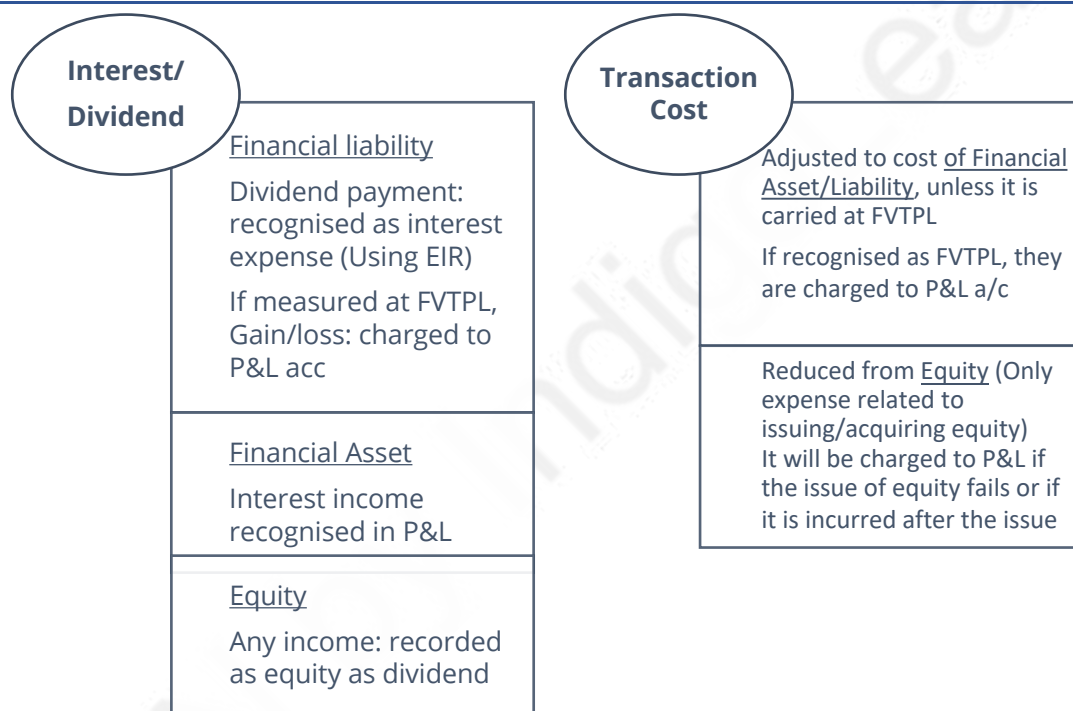 Interest/
Dividend
Financial liability
Dividend payment:
recognised as interest
expense (Using EIR)
If measured at FVTPL,
Gain/loss: charged to
P&L acc
Financial Asset
Interest income
recognised in P&L
Equity
Any income: recorded
as equity as dividend
Transaction
Cost
Adjusted to cost of Financial
Asset/Liability, unless it is
carried at FVTPL
If recognised as FVTPL, they
are charged to P&L a/c
Reduced from Equity (Only
expense related to
issuing/acquiring equity)
It will be charged to P&L if
the issue of equity fails or if
it is incurred after the issue